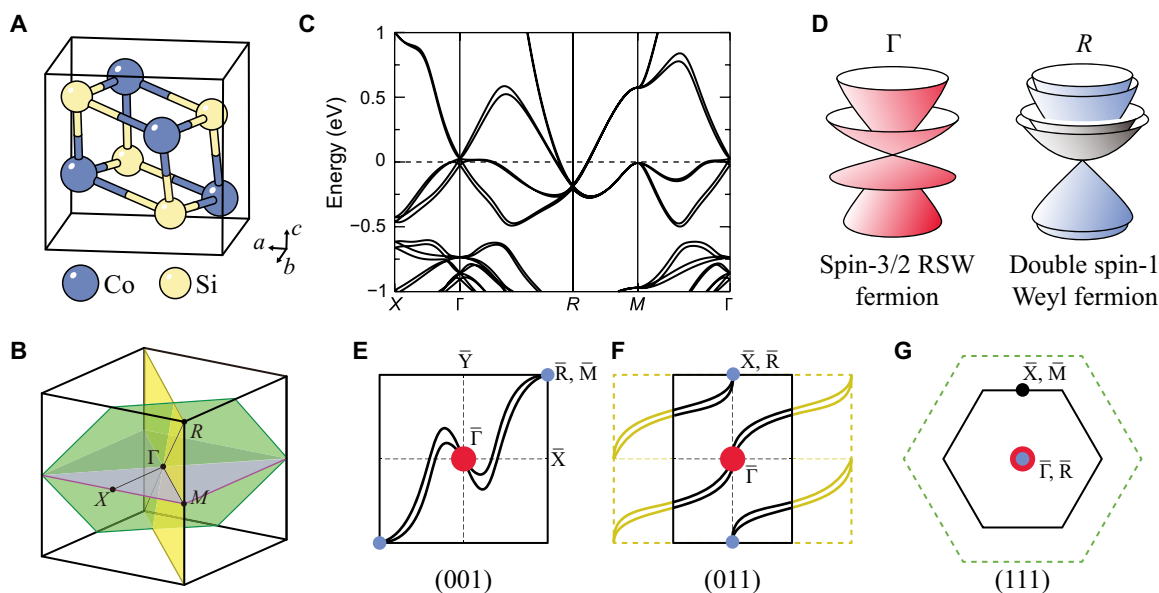 A
a
c
b
Co
Si
B
R
Γ
X
M
C
Energy (eV)
1
0.5
0
−0.5
−1
X Γ R M Γ
D
Γ R
Spin-3/2 RSW
fermion
Double spin-1
Weyl fermion
E
Y̅
R̅, M̅
Γ̅
X̅
(001)
F
X̅, R̅
Γ̅
(011)
G
X̅, M̅
Γ̅, R̅
(111)